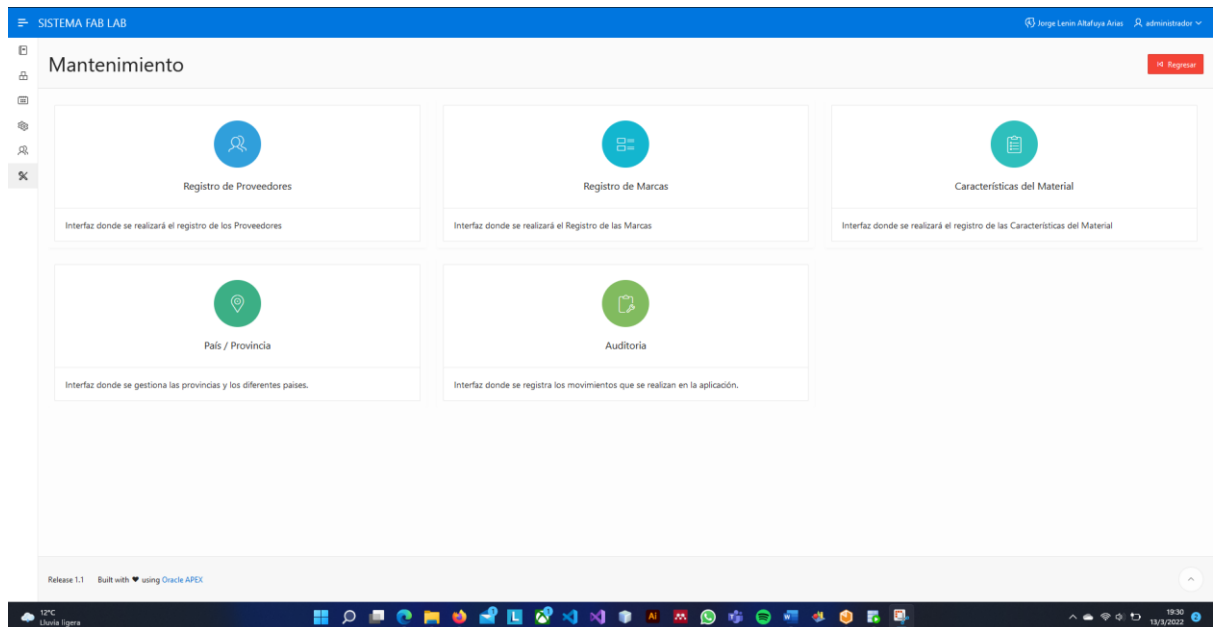 SISTEMA FAB LAB
Jorge Lenin Altafuya Arias administrador
Mantenimiento
Regresar
Registro de Proveedores
Interfaz donde se realizará el registro de los Proveedores
Registro de Marcas
Interfaz donde se realizará el Registro de las Marcas
Características del Material
Interfaz donde se realizará el registro de las Características del Material
País / Provincia
Interfaz donde se gestiona las provincias y los diferentes paises.
Auditoria
Interfaz donde se registra los movimientos que se realizan en la aplicación.
Release 1.1 Built with ♥ using Oracle APEX
12°C
Lluvia ligera
19:30
13/3/2022